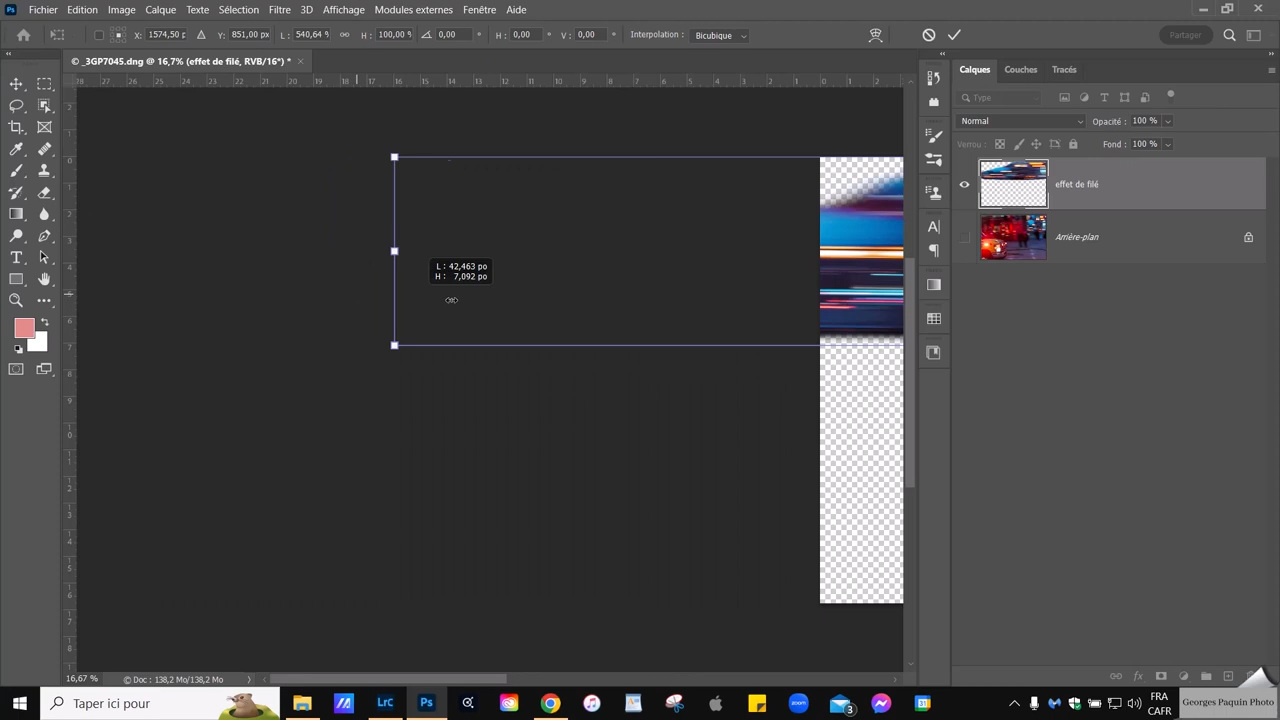 Fichier Edition Image Calque Texte Sélection Filtre 3D Affichage Modules externes Fenêtre Aide
X : 1574,50 p Y : 851,00 px L : 540,64 % H : 100,00 % 0,00 ° H : 0,00 ° V : 0,00 ° Interpolation : Bicubique Partager
© _3GP7045.dng @ 16,7% (effet de filé, RVB/16*) * ×
Calques Couches Tracés
Type
Normal Opacité : 100 %
Verrou : Fond : 100 %
effet de filé
Arrière-plan
L : 42,463 po
H : 7,092 po
16,67 % © Doc : 138,2 Mo/138,2 Mo
Taper ici pour
LrC Ps 3
FRA
CAFR
Georges Paquin Photo